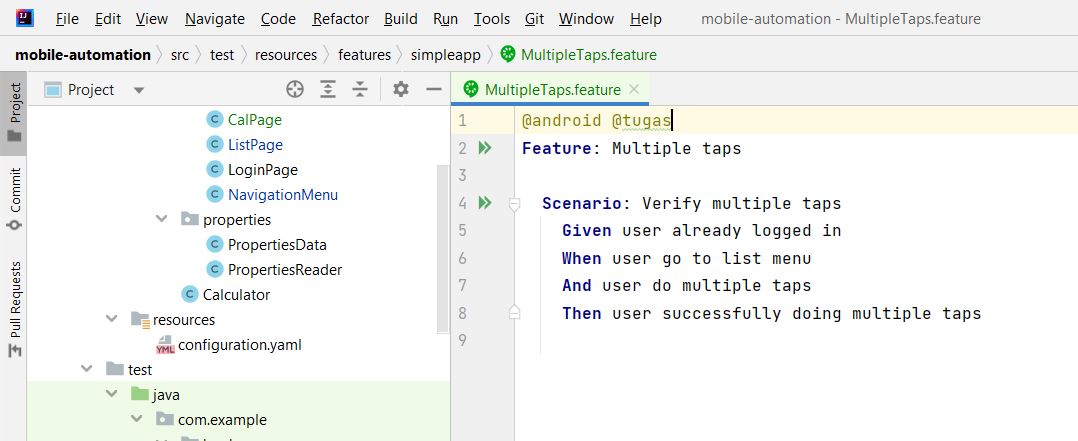 File Edit View Navigate Code Refactor Build Run Tools Git Window Help mobile-automation - MultipleTaps.feature
mobile-automation src test resources features simpleapp MultipleTaps.feature
Project
Commit
Pull Requests
Project
CalPage
ListPage
LoginPage
NavigationMenu
properties
PropertiesData
PropertiesReader
Calculator
resources
YML configuration.yaml
test
java
com.example
MultipleTaps.feature
1 @android @tugas
2 Feature: Multiple taps
3
4 Scenario: Verify multiple taps
5 Given user already logged in
6 When user go to list menu
7 And user do multiple taps
8 Then user successfully doing multiple taps
9